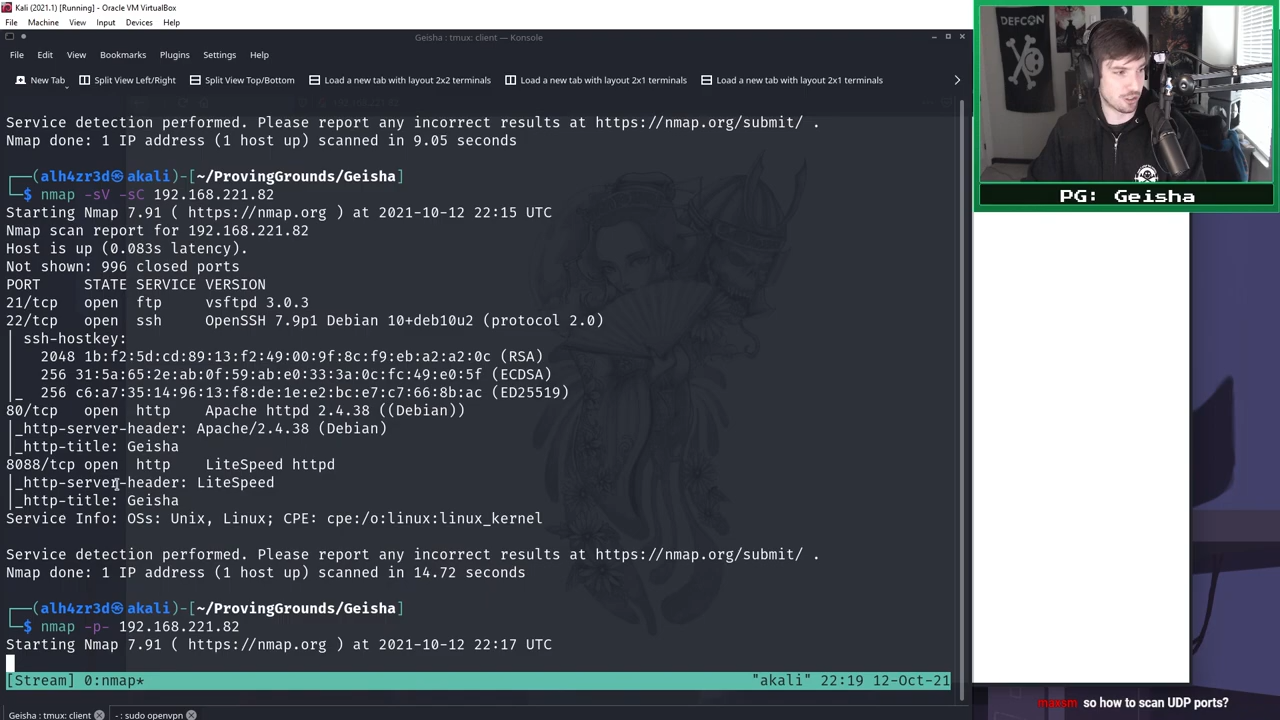 Kali (2021.1) [Running] - Oracle VM VirtualBox
File Machine View Input Devices Help
Geisha : tmux: client — Konsole
File Edit View Bookmarks Plugins Settings Help
New Tab Split View Left/Right Split View Top/Bottom Load a new tab with layout 2x2 terminals Load a new tab with layout 2x1 terminals Load a new tab with layout 2x1 terminals
Service detection performed. Please report any incorrect results at https://nmap.org/submit/ .
Nmap done: 1 IP address (1 host up) scanned in 9.05 seconds
┌──(alh4zr3d㉿akali)-[~/ProvingGrounds/Geisha]
└─$ nmap -sV -sC 192.168.221.82
Starting Nmap 7.91 ( https://nmap.org ) at 2021-10-12 22:15 UTC
Nmap scan report for 192.168.221.82
Host is up (0.083s latency).
Not shown: 996 closed ports
PORT     STATE SERVICE VERSION
21/tcp   open  ftp     vsftpd 3.0.3
22/tcp   open  ssh     OpenSSH 7.9p1 Debian 10+deb10u2 (protocol 2.0)
| ssh-hostkey:
|   2048 1b:f2:5d:cd:89:13:f2:49:00:9f:8c:f9:eb:a2:a2:0c (RSA)
|   256 31:5a:65:2e:ab:0f:59:ab:e0:33:3a:0c:fc:49:e0:5f (ECDSA)
|_  256 c6:a7:35:14:96:13:f8:de:1e:e2:bc:e7:c7:66:8b:ac (ED25519)
80/tcp   open  http    Apache httpd 2.4.38 ((Debian))
|_http-server-header: Apache/2.4.38 (Debian)
|_http-title: Geisha
8088/tcp open  http    LiteSpeed httpd
|_http-server-header: LiteSpeed
|_http-title: Geisha
Service Info: OSs: Unix, Linux; CPE: cpe:/o:linux:linux_kernel
Service detection performed. Please report any incorrect results at https://nmap.org/submit/ .
Nmap done: 1 IP address (1 host up) scanned in 14.72 seconds
┌──(alh4zr3d㉿akali)-[~/ProvingGrounds/Geisha]
└─$ nmap -p- 192.168.221.82
Starting Nmap 7.91 ( https://nmap.org ) at 2021-10-12 22:17 UTC
[Stream] 0:nmap* "akali" 22:19 12-Oct-21
Geisha : tmux: client - : sudo openvpn
DEFCON
PG: Geisha
maxsm so how to scan UDP ports?